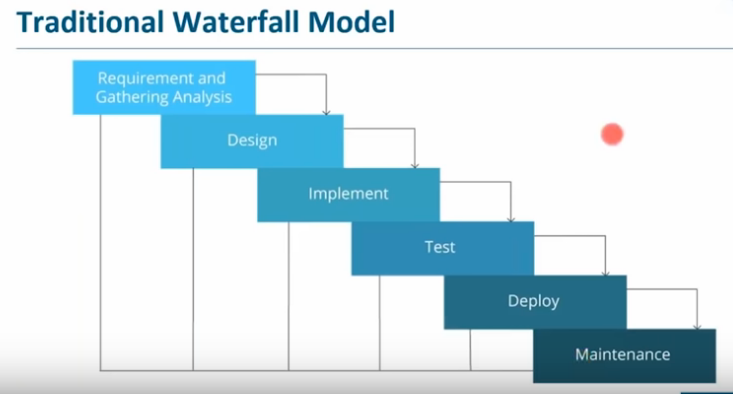 Traditional Waterfall Model
Requirement and
Gathering Analysis
Design
Implement
Test
Deploy
Maintenance